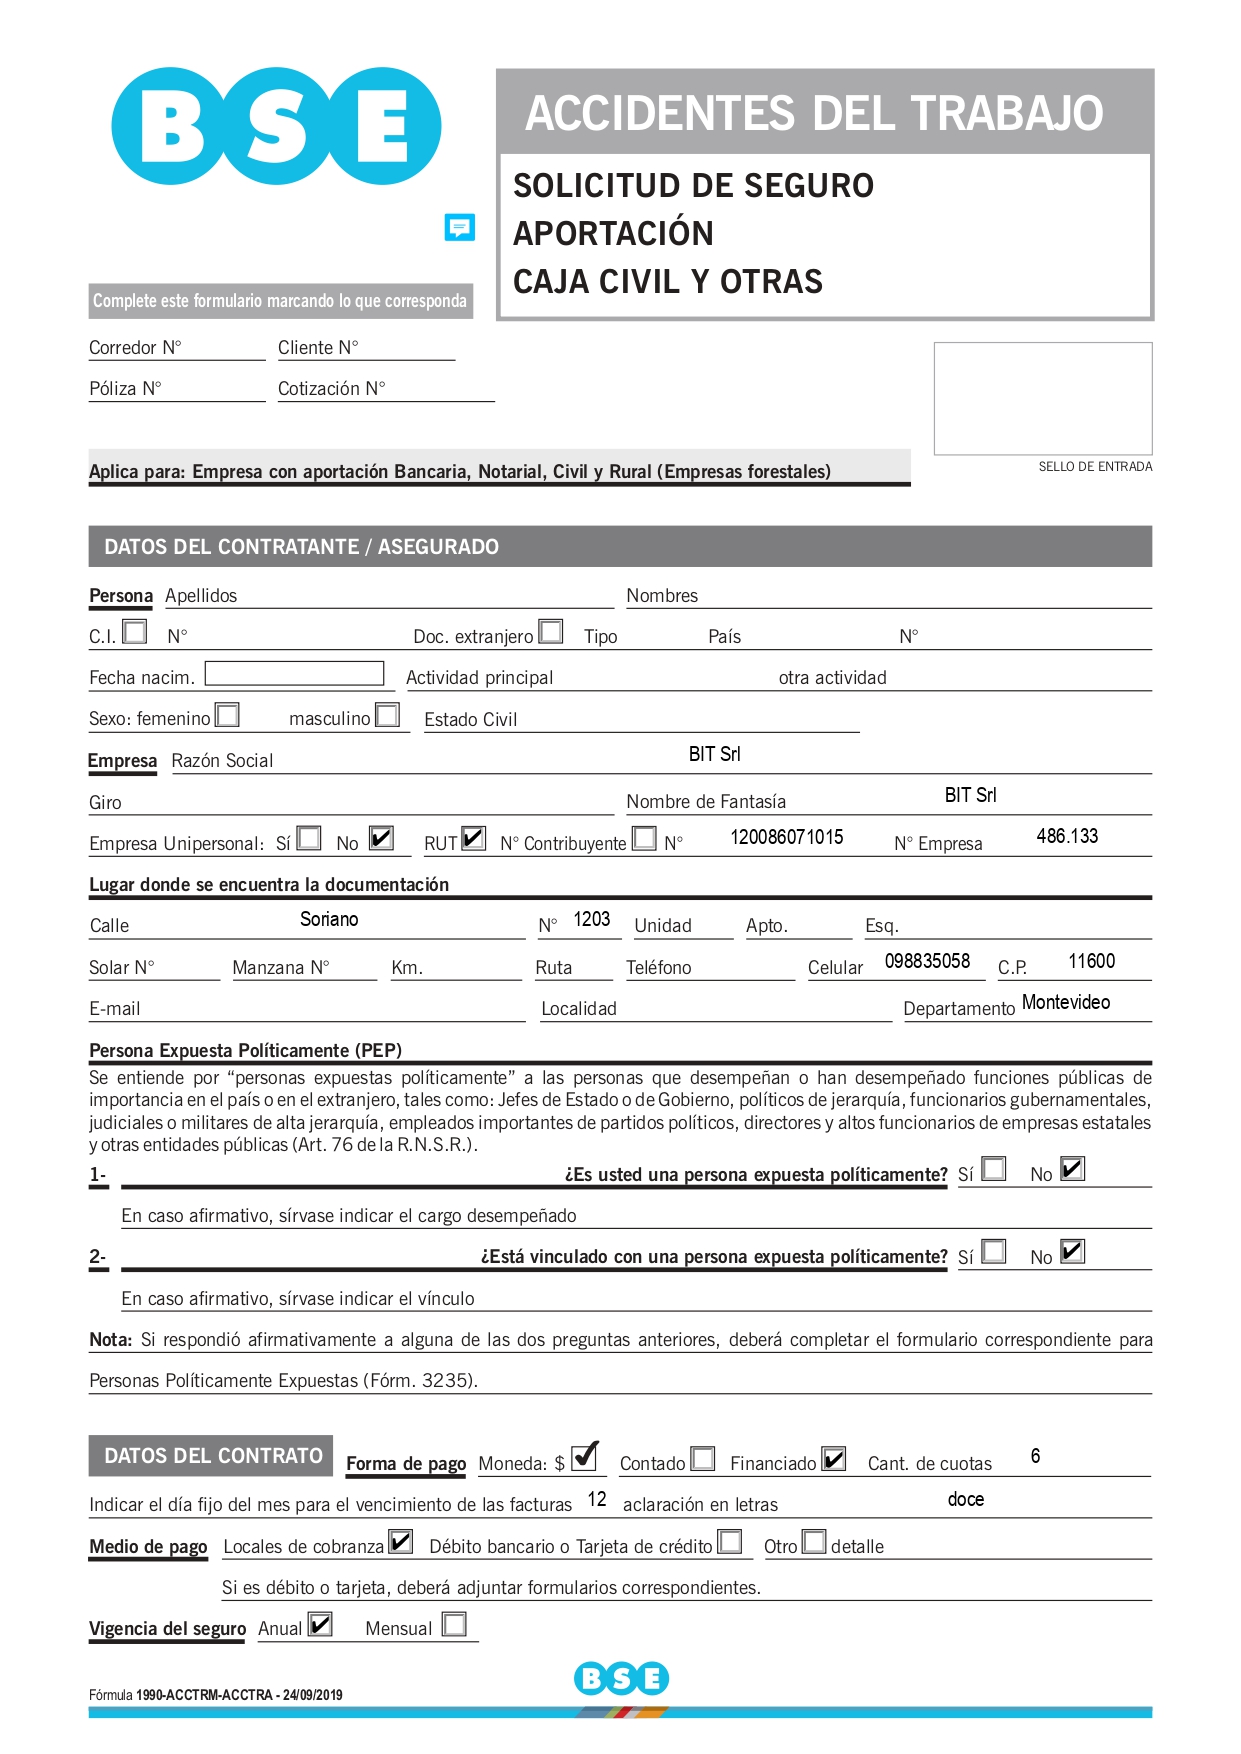 BSE
ACCIDENTES DEL TRABAJO
SOLICITUD DE SEGURO
APORTACIÓN
CAJA CIVIL Y OTRAS
Complete este formulario marcando lo que corresponda
Corredor N° Cliente N°
Póliza N° Cotización N°
SELLO DE ENTRADA
Aplica para: Empresa con aportación Bancaria, Notarial, Civil y Rural (Empresas forestales)
DATOS DEL CONTRATANTE / ASEGURADO
Persona Apellidos Nombres
C.I. N° Doc. extranjero Tipo País N°
Fecha nacim. Actividad principal otra actividad
Sexo: femenino masculino Estado Civil
Empresa Razón Social BIT Srl
Giro Nombre de Fantasía BIT Srl
Empresa Unipersonal: Sí No ✔ RUT ✔ N° Contribuyente N° 120086071015 N° Empresa 486.133
Lugar donde se encuentra la documentación
Calle Soriano N° 1203 Unidad Apto. Esq.
Solar N° Manzana N° Km. Ruta Teléfono Celular 098835058 C.P. 11600
E-mail Localidad Departamento Montevideo
Persona Expuesta Políticamente (PEP)
Se entiende por “personas expuestas políticamente” a las personas que desempeñan o han desempeñado funciones públicas de
importancia en el país o en el extranjero, tales como: Jefes de Estado o de Gobierno, políticos de jerarquía, funcionarios gubernamentales,
judiciales o militares de alta jerarquía, empleados importantes de partidos políticos, directores y altos funcionarios de empresas estatales
y otras entidades públicas (Art. 76 de la R.N.S.R.).
1- ¿Es usted una persona expuesta políticamente? Sí No ✔
En caso afirmativo, sírvase indicar el cargo desempeñado
2- ¿Está vinculado con una persona expuesta políticamente? Sí No ✔
En caso afirmativo, sírvase indicar el vínculo
Nota: Si respondió afirmativamente a alguna de las dos preguntas anteriores, deberá completar el formulario correspondiente para
Personas Políticamente Expuestas (Fórm. 3235).
DATOS DEL CONTRATO Forma de pago Moneda: $ ✔ Contado Financiado ✔ Cant. de cuotas 6
Indicar el día fijo del mes para el vencimiento de las facturas 12 aclaración en letras doce
Medio de pago Locales de cobranza ✔ Débito bancario o Tarjeta de crédito Otro detalle
Si es débito o tarjeta, deberá adjuntar formularios correspondientes.
Vigencia del seguro Anual ✔ Mensual
BSE
Fórmula 1990-ACCTRM-ACCTRA - 24/09/2019